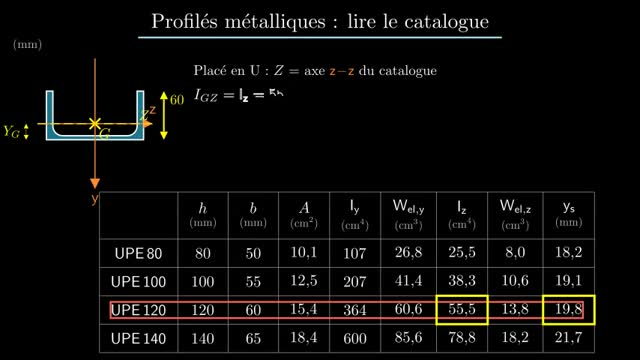 Profilés métalliques : lire le catalogue
(mm)
Placé en U : Z = axe z−z du catalogue
I_GZ = I_z =
60
z
Z
G
Y_G
y
h b A I_y W_el,y I_z W_el,z y_s
(mm) (mm) (cm²) (cm⁴) (cm³) (cm⁴) (cm³) (mm)
UPE 80 80 50 10,1 107 26,8 25,5 8,0 18,2
UPE 100 100 55 12,5 207 41,4 38,3 10,6 19,1
UPE 120 120 60 15,4 364 60,6 55,5 13,8 19,8
UPE 140 140 65 18,4 600 85,6 78,8 18,2 21,7